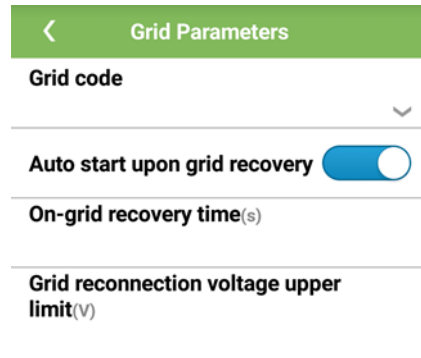 Grid Parameters
Grid code
Auto start upon grid recovery
On-grid recovery time(s)
Grid reconnection voltage upper
limit(V)